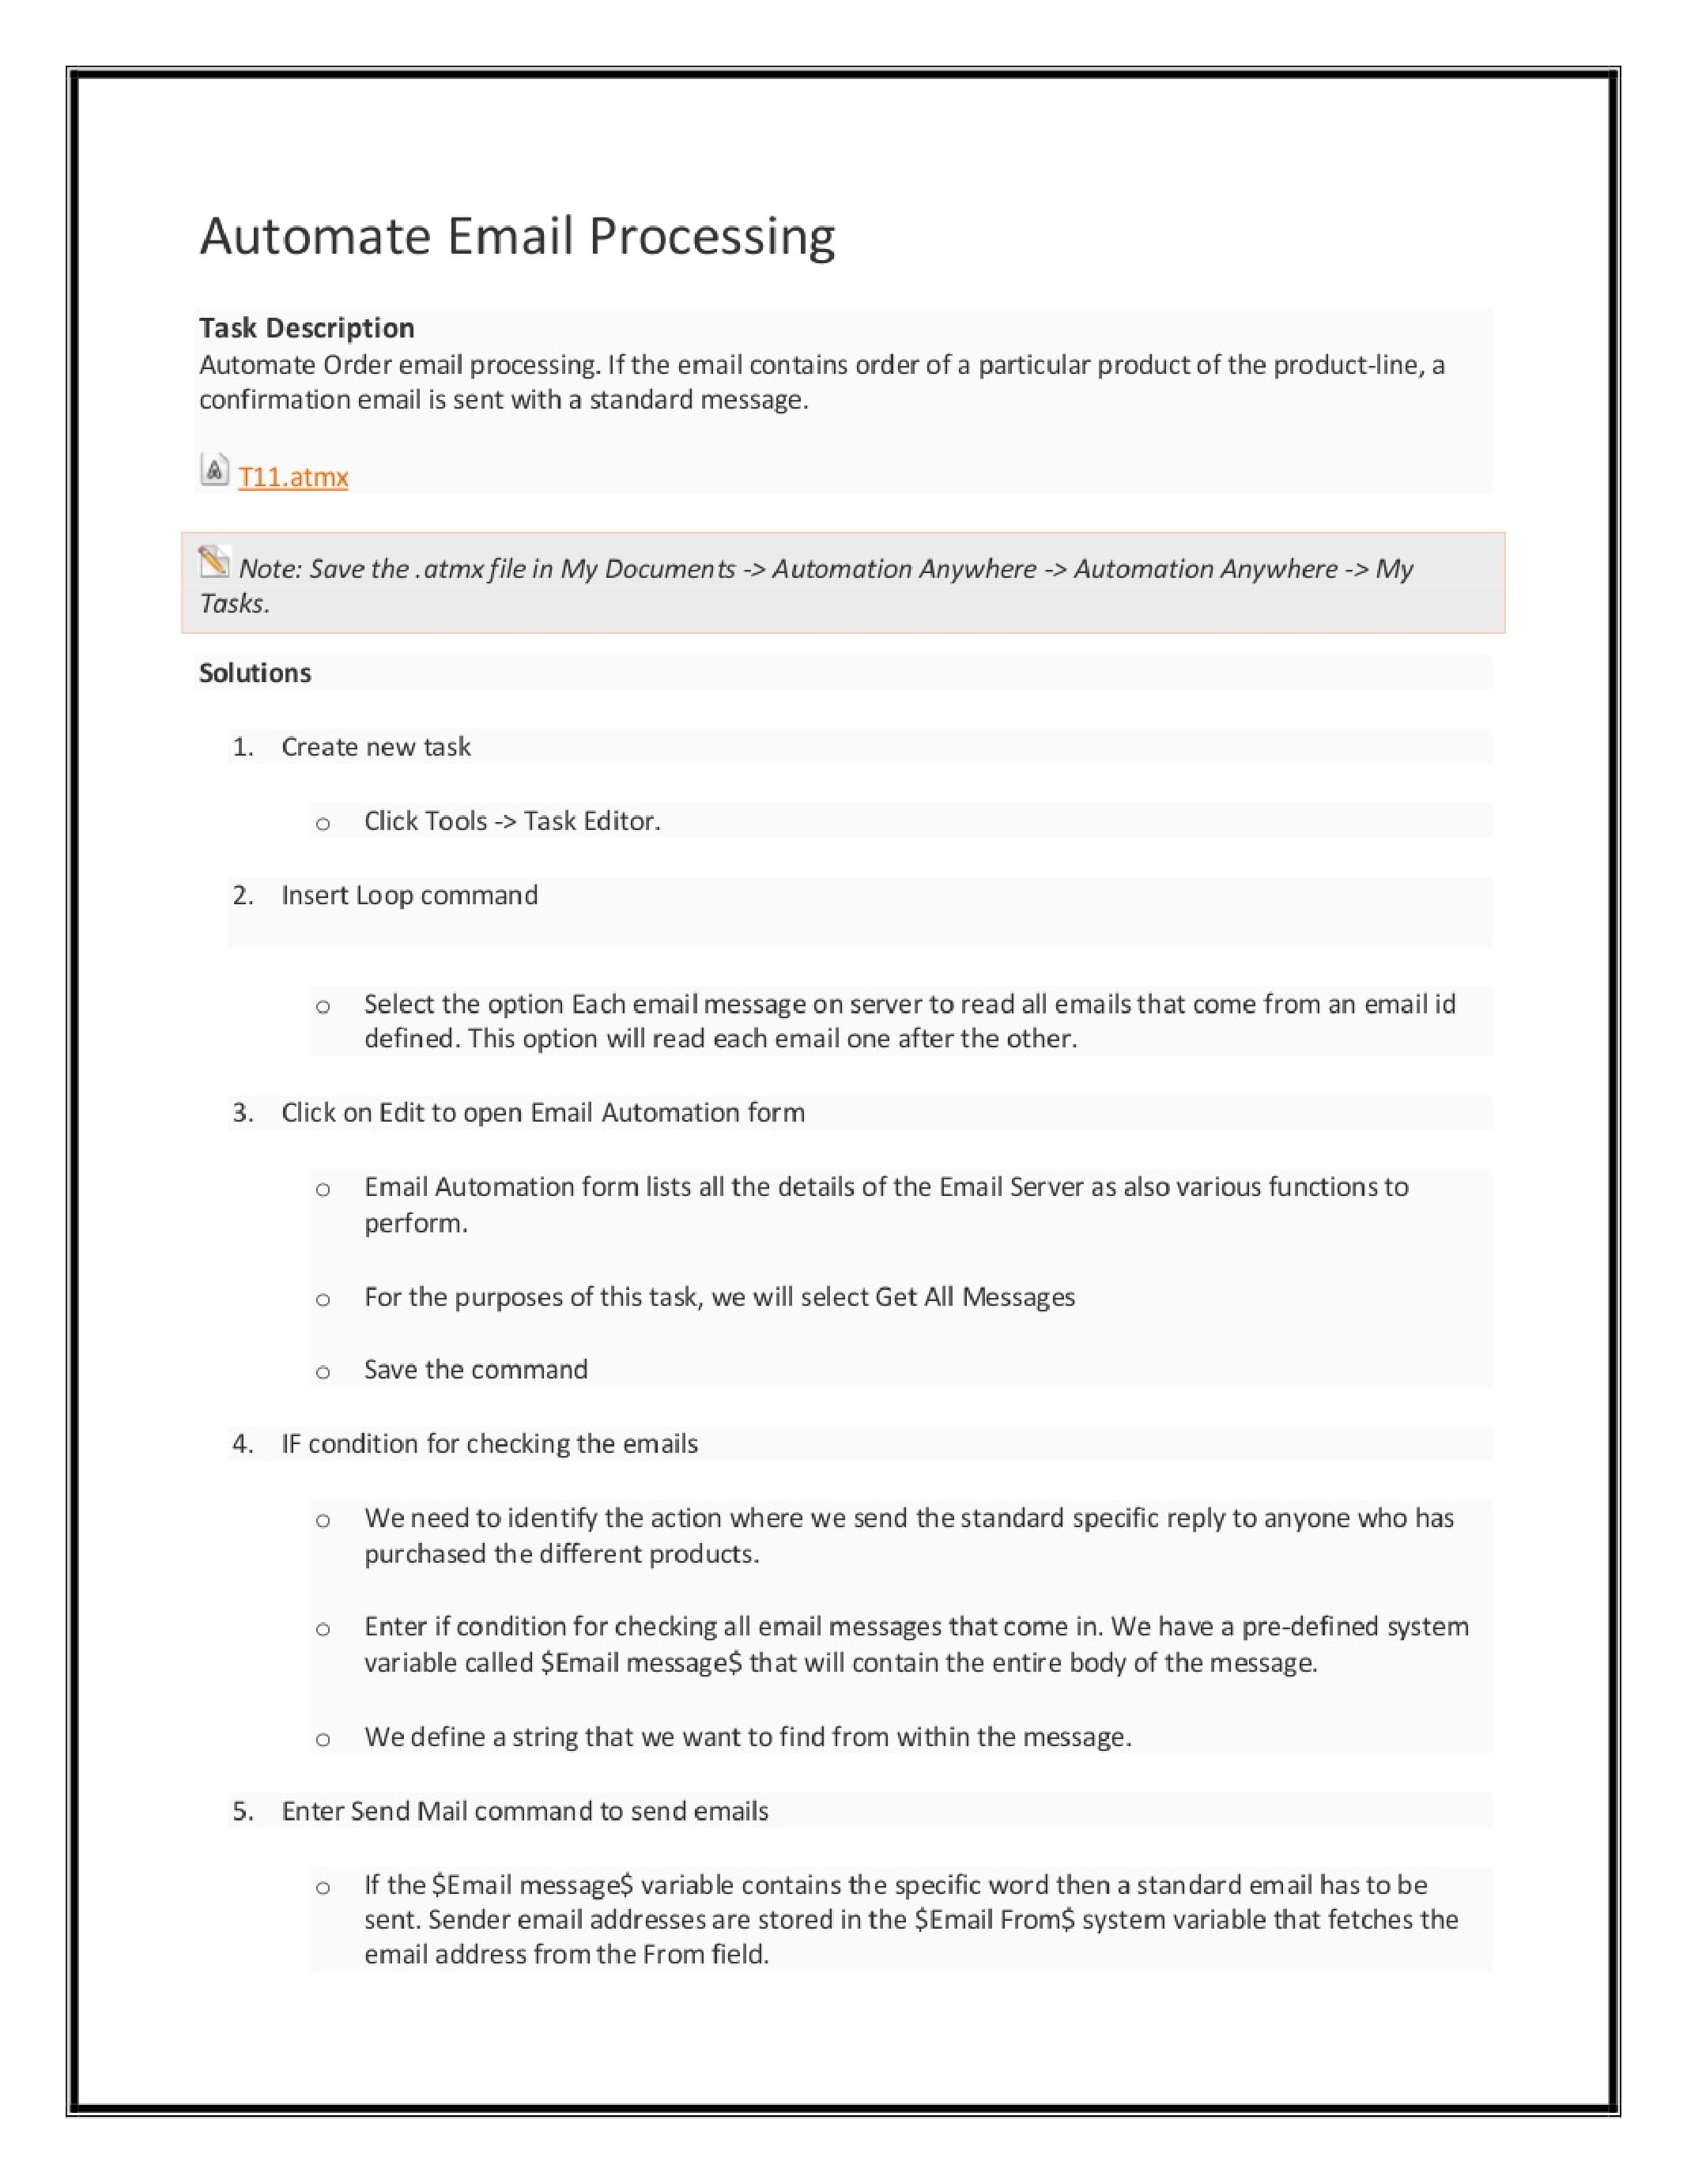 Automate Email Processing
Task Description
Automate Order email processing. If the email contains order of a particular product of the product-line, a
confirmation email is sent with a standard message.
T11.atmx
Note: Save the .atmx file in My Documents -> Automation Anywhere -> Automation Anywhere -> My
Tasks.
Solutions
1. Create new task
o Click Tools -> Task Editor.
2. Insert Loop command
o Select the option Each email message on server to read all emails that come from an email id
defined. This option will read each email one after the other.
3. Click on Edit to open Email Automation form
o Email Automation form lists all the details of the Email Server as also various functions to
perform.
o For the purposes of this task, we will select Get All Messages
o Save the command
4. IF condition for checking the emails
o We need to identify the action where we send the standard specific reply to anyone who has
purchased the different products.
o Enter if condition for checking all email messages that come in. We have a pre-defined system
variable called $Email message$ that will contain the entire body of the message.
o We define a string that we want to find from within the message.
5. Enter Send Mail command to send emails
o If the $Email message$ variable contains the specific word then a standard email has to be
sent. Sender email addresses are stored in the $Email From$ system variable that fetches the
email address from the From field.